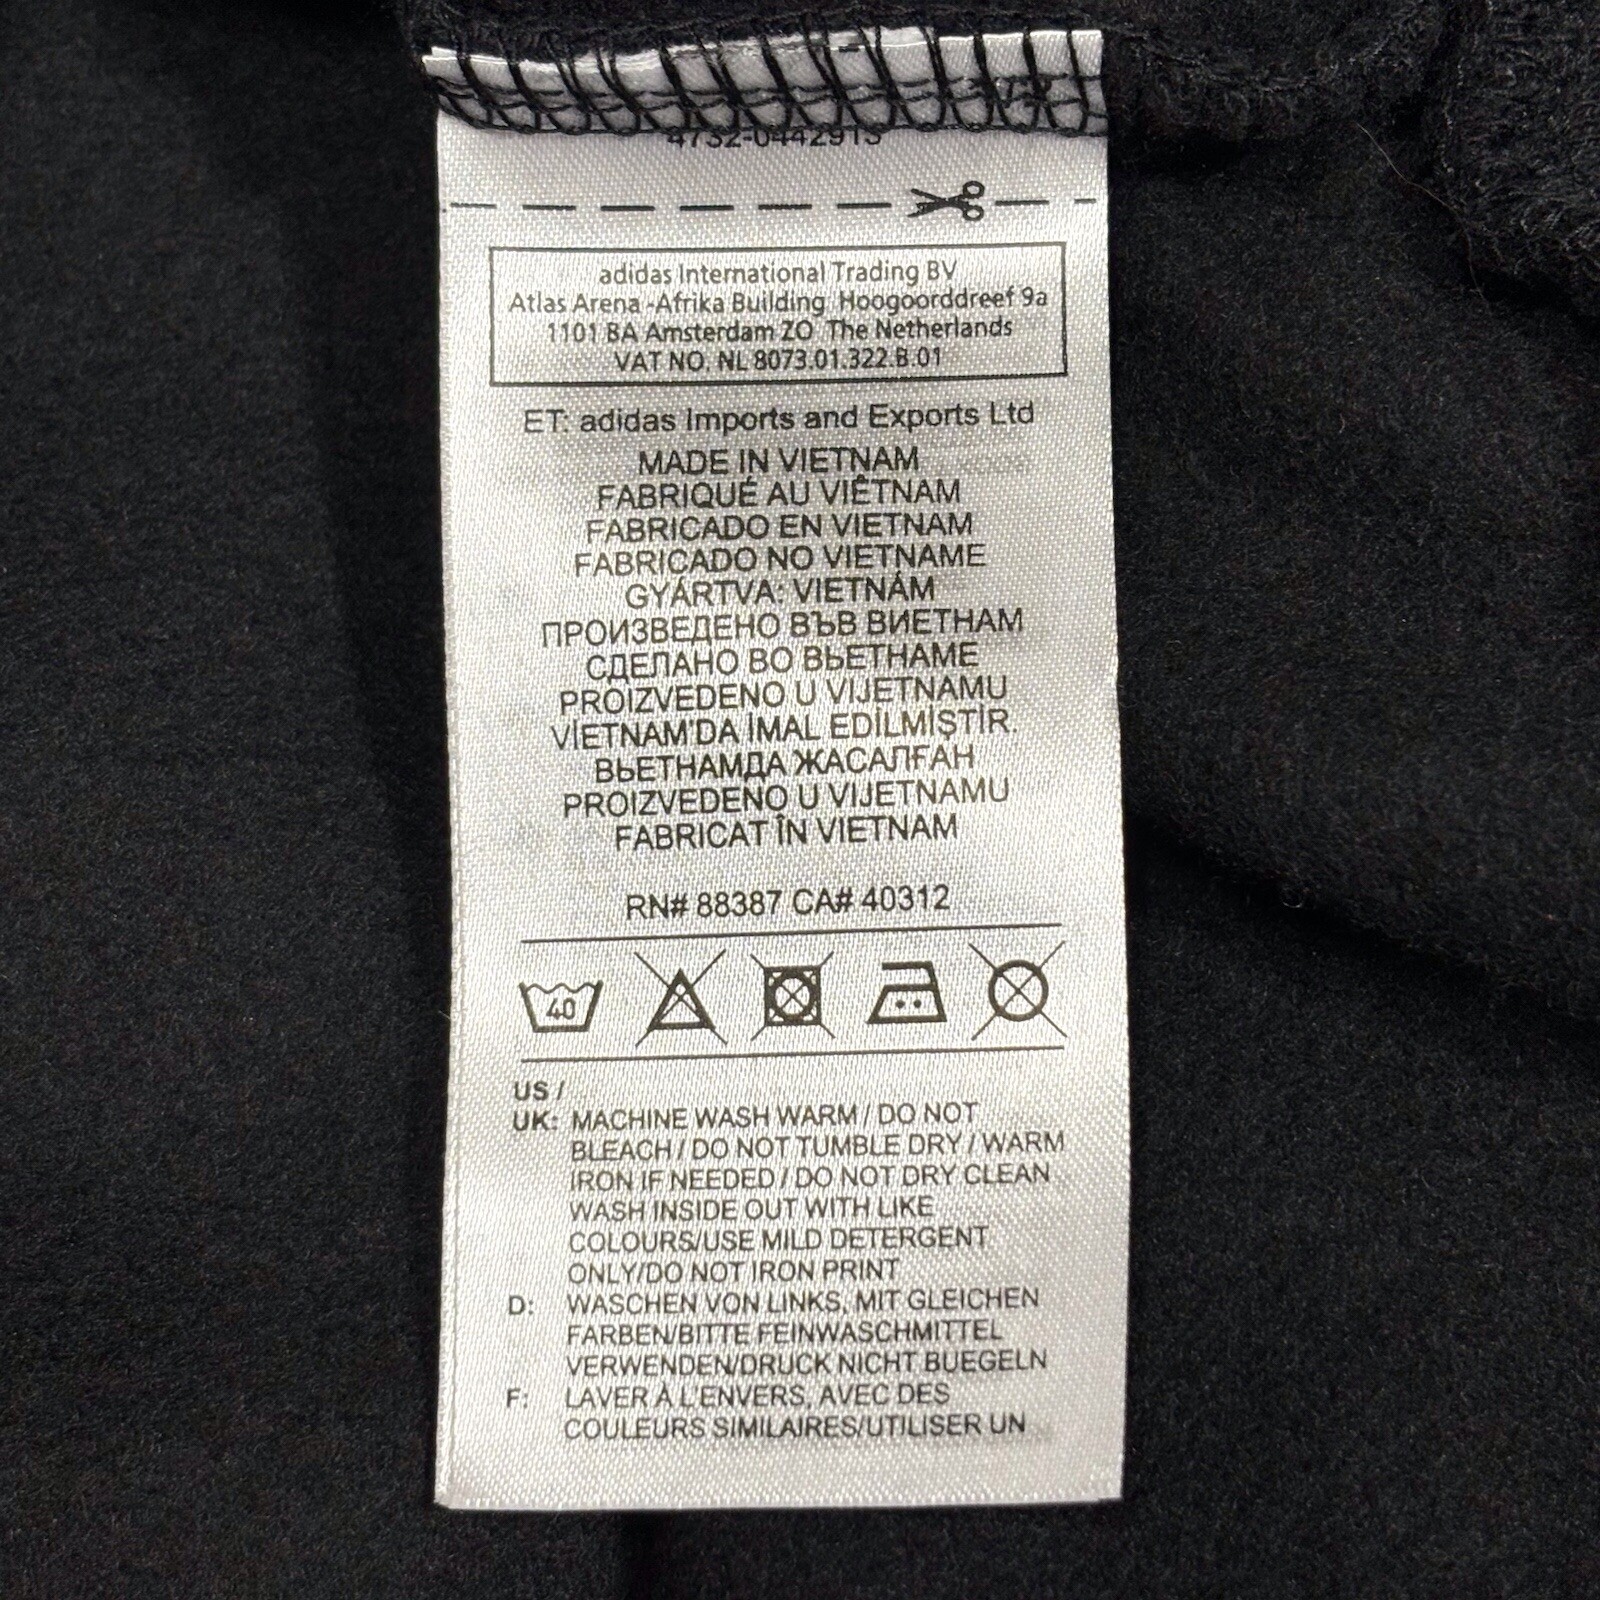 4732-0442913
adidas International Trading BV
Atlas Arena -Afrika Building Hoogoorddreef 9a
1101 BA Amsterdam ZO The Netherlands
VAT NO. NL 8073.01.322.B.01
ET: adidas Imports and Exports Ltd
MADE IN VIETNAM
FABRIQUÉ AU VIÊTNAM
FABRICADO EN VIETNAM
FABRICADO NO VIETNAME
GYÁRTVA: VIETNÁM
ПРОИЗВЕДЕНО ВЪВ ВИЕТНАМ
СДЕЛАНО ВО ВЬЕТНАМЕ
PROIZVEDENO U VIJETNAMU
VİETNAM'DA İMAL EDİLMİŞTİR.
ВЬЕТНАМДА ЖАСАЛҒАН
PROIZVEDENO U VIJETNAMU
FABRICAT ÎN VIETNAM
RN# 88387 CA# 40312
40
US /
UK: MACHINE WASH WARM / DO NOT
BLEACH / DO NOT TUMBLE DRY / WARM
IRON IF NEEDED / DO NOT DRY CLEAN
WASH INSIDE OUT WITH LIKE
COLOURS/USE MILD DETERGENT
ONLY/DO NOT IRON PRINT
D: WASCHEN VON LINKS, MIT GLEICHEN
FARBEN/BITTE FEINWASCHMITTEL
VERWENDEN/DRUCK NICHT BUEGELN
F: LAVER À L'ENVERS, AVEC DES
COULEURS SIMILAIRES/UTILISER UN